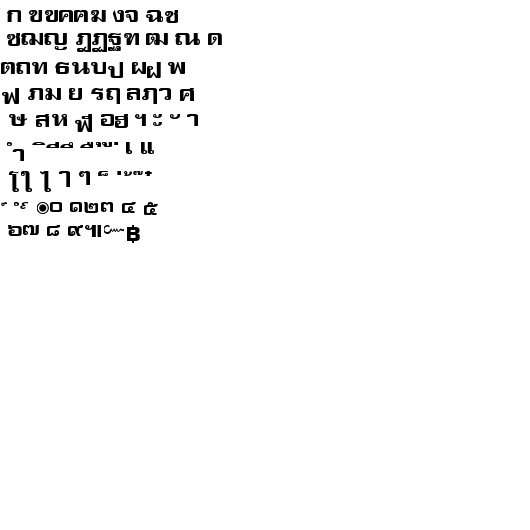 ก ขฃคฅฆ งจ ฉช
ซฌญ ฎฏฐฑ ฒ ณ ด
ตถท ธนบป ผฝ พ
ฟ ภม ย รฤ ลฦว ศ
ษ สห ฬ อฮ ฯ ะ ั า
ำ ิีึ ืฺุู เ แ
โใ ไ ๅ ๆ ็ ่้๊๋
์ ํ๎ ๏๐ ๑๒๓ ๔ ๕
๖๗ ๘ ๙๚๛฿